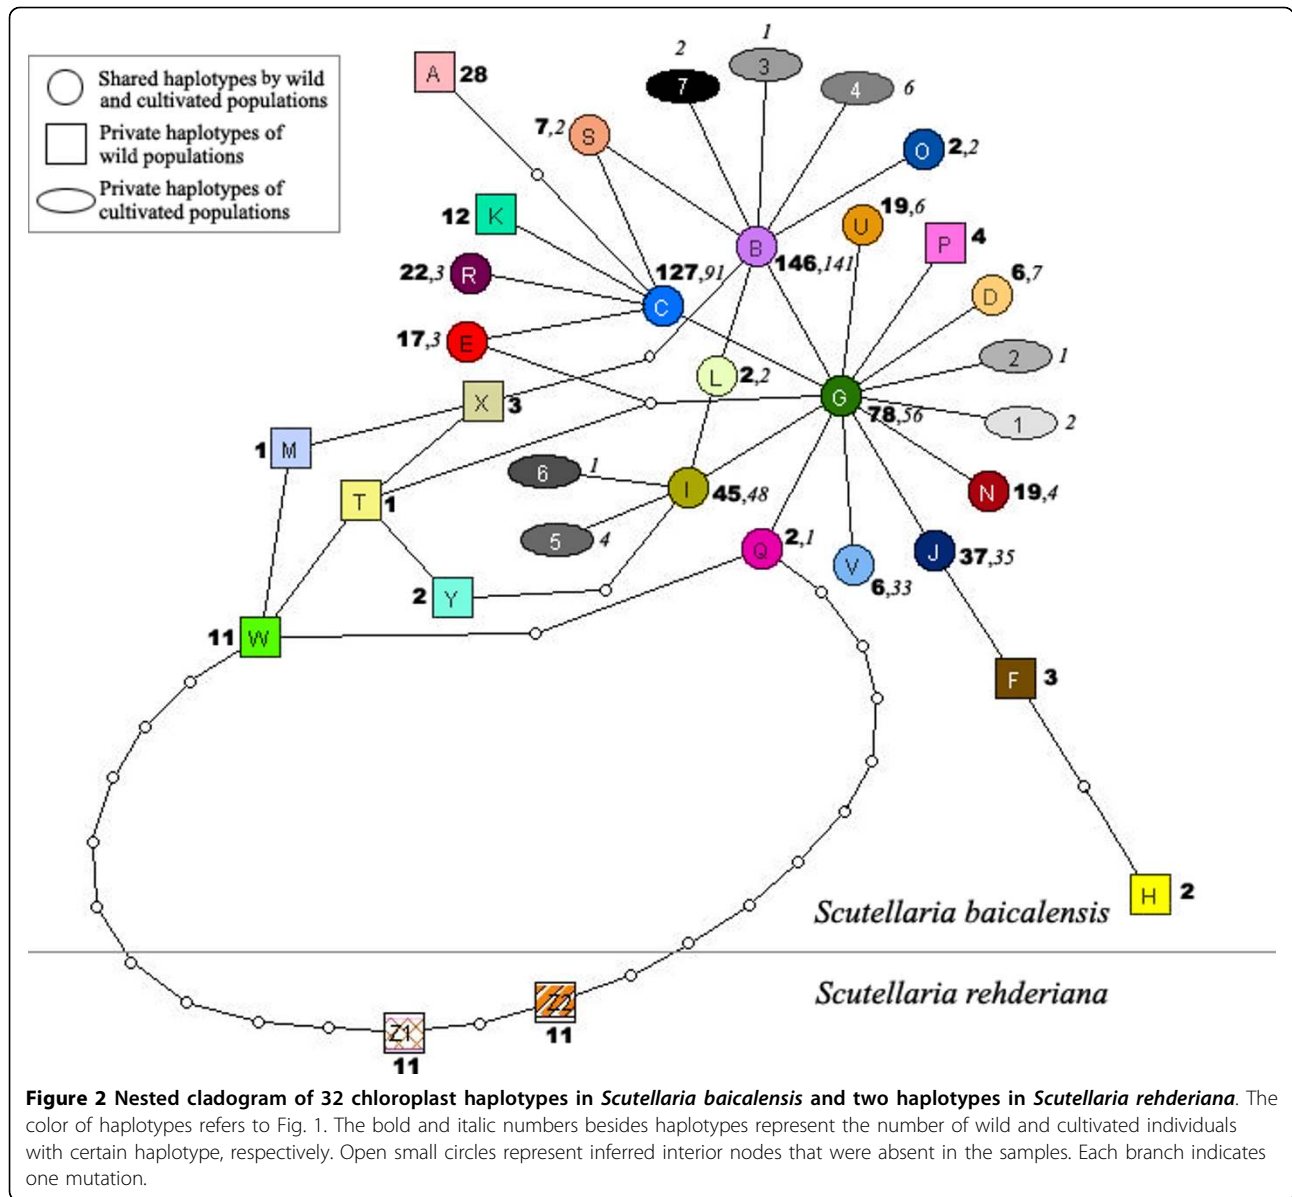 Shared haplotypes by wild
and cultivated populations
Private haplotypes of
wild populations
Private haplotypes of
cultivated populations
A 28
7 2
3 1
4 6
S 7,2
O 2,2
K 12
B 146,141
U 19,6
P 4
R 22,3
C 127,91
D 6,7
E 17,3
L 2,2
2 1
G 78,56
X 3
1 2
M 1
6 1
T 1
I 45,48
N 19,4
5 4
Q 2,1
V 6,33
J 37,35
Y 2
W 11
F 3
H 2
Scutellaria baicalensis
Scutellaria rehderiana
Z1 11
Z2 11
Figure 2 Nested cladogram of 32 chloroplast haplotypes in Scutellaria baicalensis and two haplotypes in Scutellaria rehderiana. The
color of haplotypes refers to Fig. 1. The bold and italic numbers besides haplotypes represent the number of wild and cultivated individuals
with certain haplotype, respectively. Open small circles represent inferred interior nodes that were absent in the samples. Each branch indicates
one mutation.